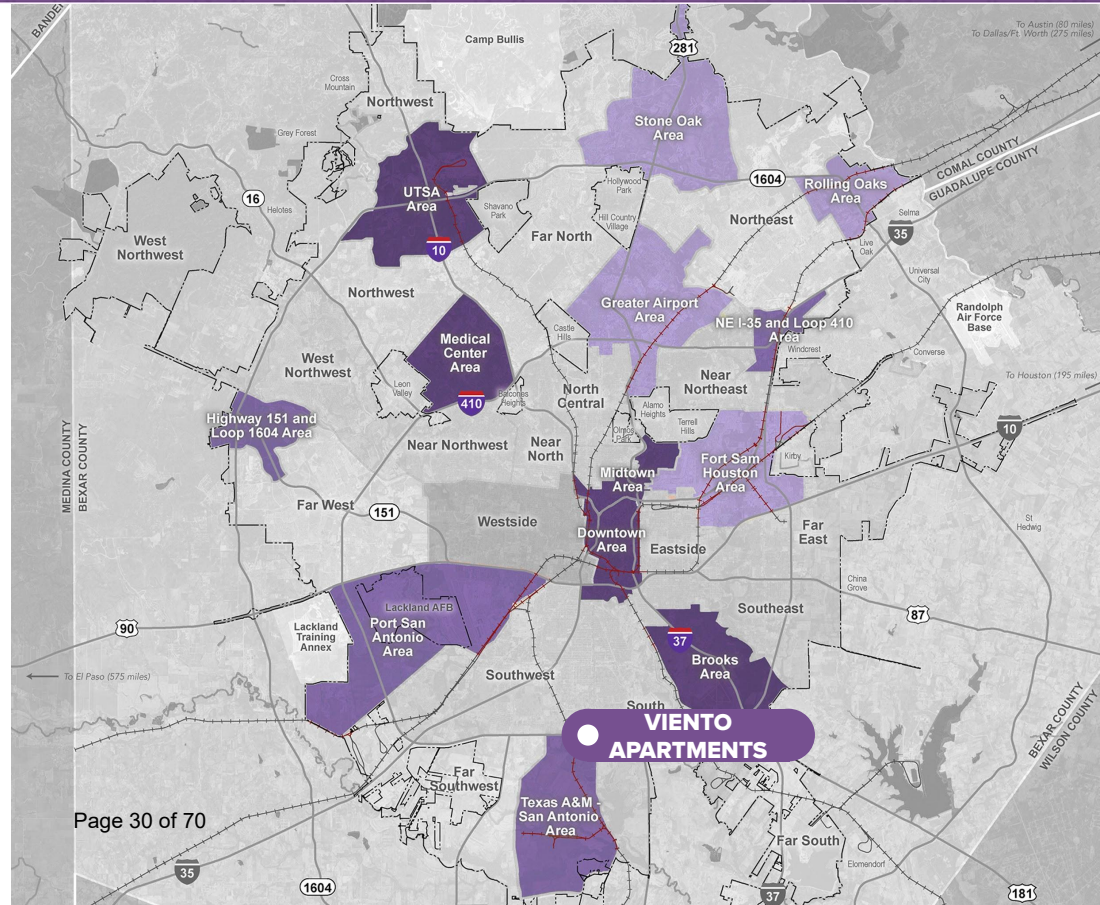 BANDE
Camp Bullis
281
To Austin (80 miles)
To Dallas/Ft. Worth (275 miles)
Cross
Mountain
Northwest
Stone Oak
Area
Grey Forest
COMAL COUNTY
GUADALUPE COUNTY
1604
Rolling Oaks
Area
UTSA
Area
Hollywood
Park
16
Helotes
Shavano
Park
Hill Country
Village
Northeast
Selma
35
Far North
Live
Oak
West
Northwest
10
Universal
City
Northwest
Greater Airport
Area
Randolph
Air Force
Base
NE I-35 and Loop 410
Area
Castle
Hills
Medical
Center
Area
Windcrest
Converse
West
Northwest
To Houston (195 miles)
Near
Northeast
Leon
Valley
North
Central
Balcones
Heights
410
Alamo
Heights
Highway 151 and
Loop 1604 Area
Terrell
Hills
Olmos
Park
10
Near Northwest
Near
North
Kirby
Fort Sam
Houston
Area
MEDINA COUNTY
BEXAR COUNTY
Midtown
Area
Far West
151
Westside
St
Hedwig
Far
East
Downtown
Area
Eastside
China
Grove
Lackland AFB
Southeast
87
90
Port San
Antonio
Area
Lackland
Training
Annex
37
Brooks
Area
To El Paso (575 miles)
Southwest
South
VIENTO
APARTMENTS
BEXAR COUNTY
WILSON COUNTY
Far
Southwest
Texas A&M -
San Antonio
Area
Page 30 of 70
Far South
Elomendorf
35
1604
37
181